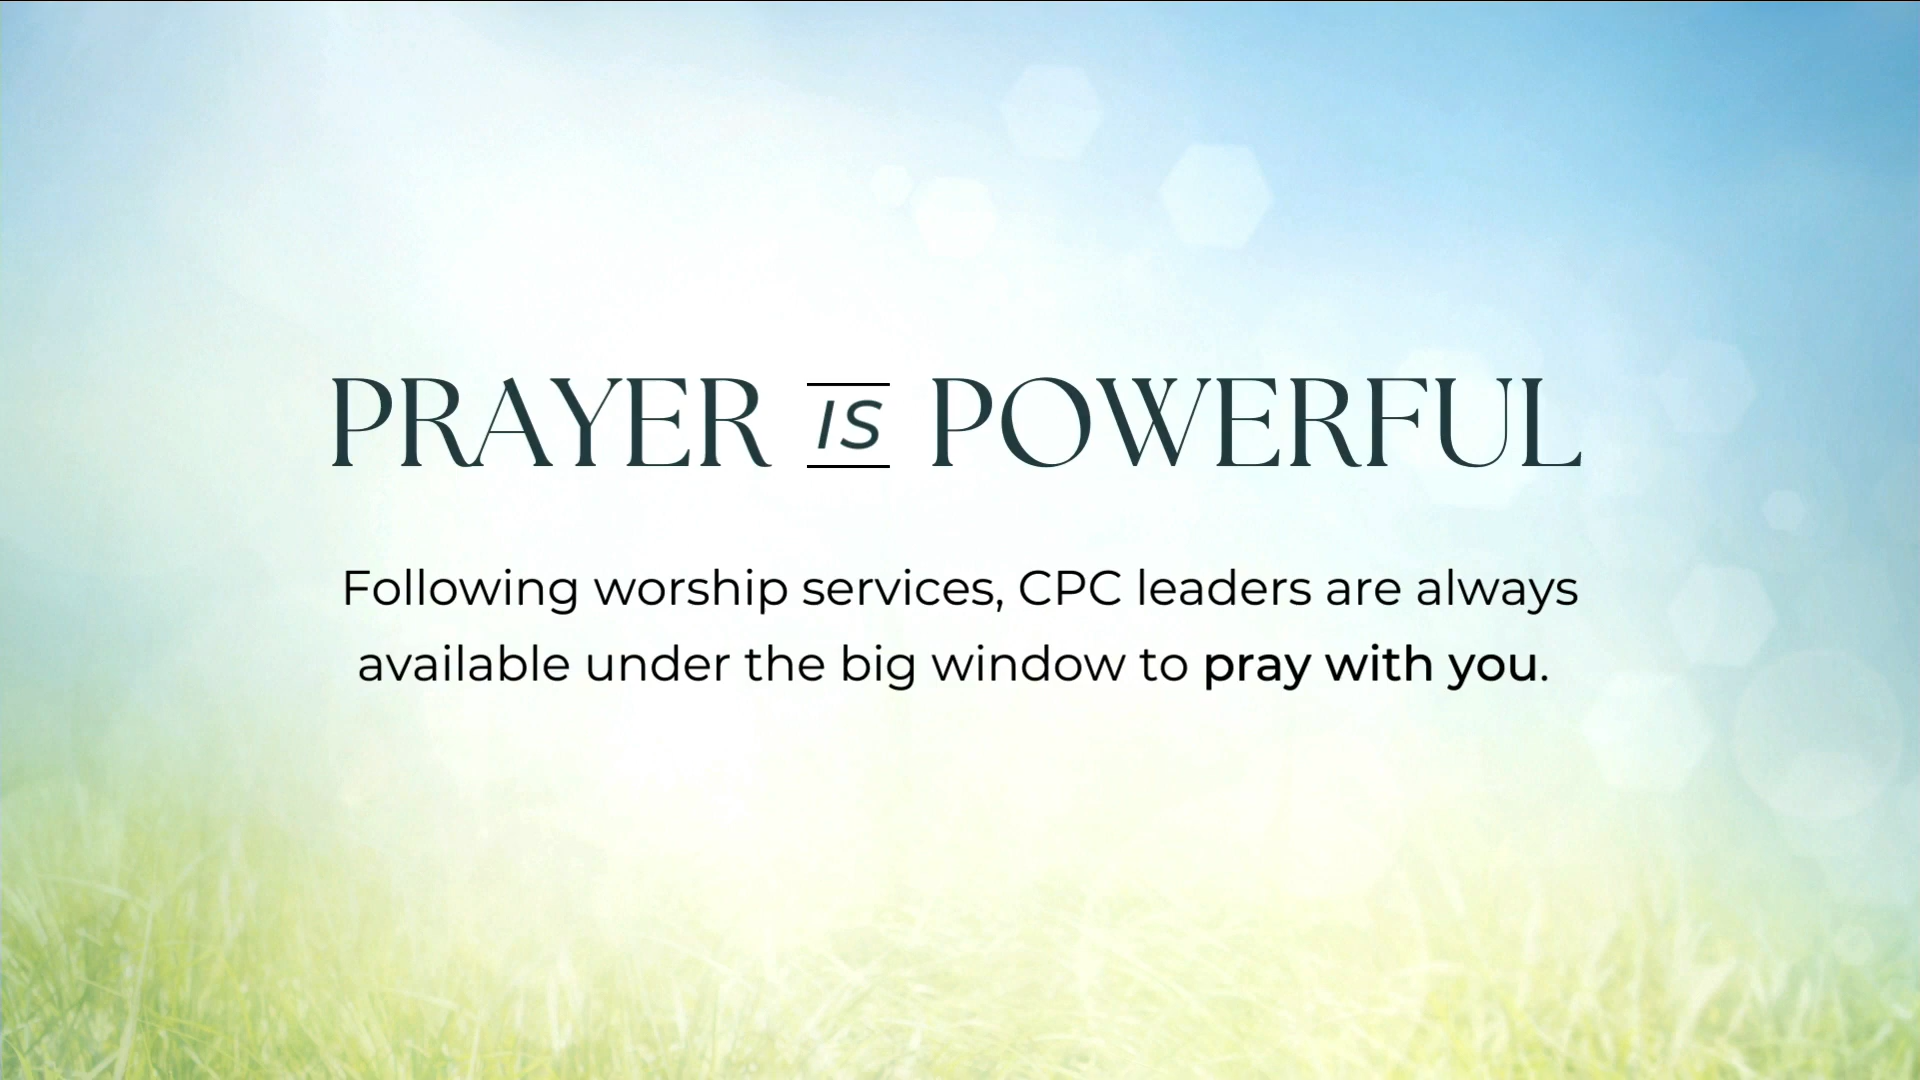 PRAYER IS POWERFUL
Following worship services, CPC leaders are always
available under the big window to pray with you.